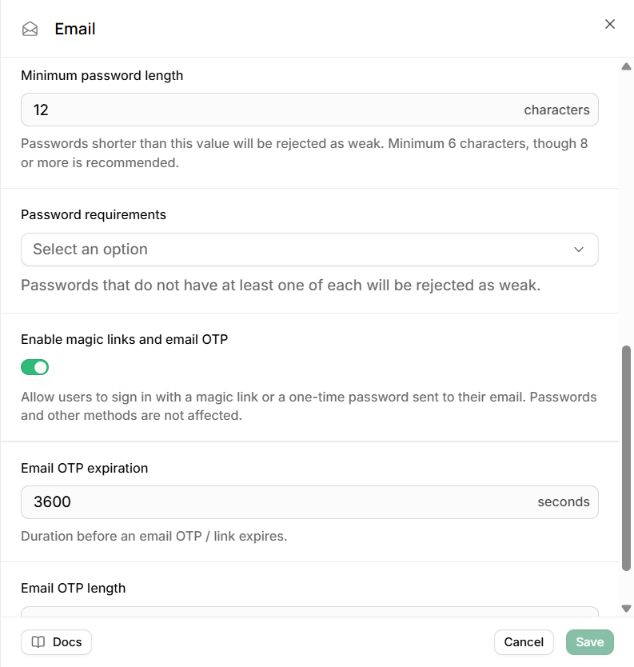 Email
Minimum password length
12 characters
Passwords shorter than this value will be rejected as weak. Minimum 6 characters, though 8
or more is recommended.
Password requirements
Select an option
Passwords that do not have at least one of each will be rejected as weak.
Enable magic links and email OTP
Allow users to sign in with a magic link or a one-time password sent to their email. Passwords
and other methods are not affected.
Email OTP expiration
3600 seconds
Duration before an email OTP / link expires.
Email OTP length
Docs Cancel Save